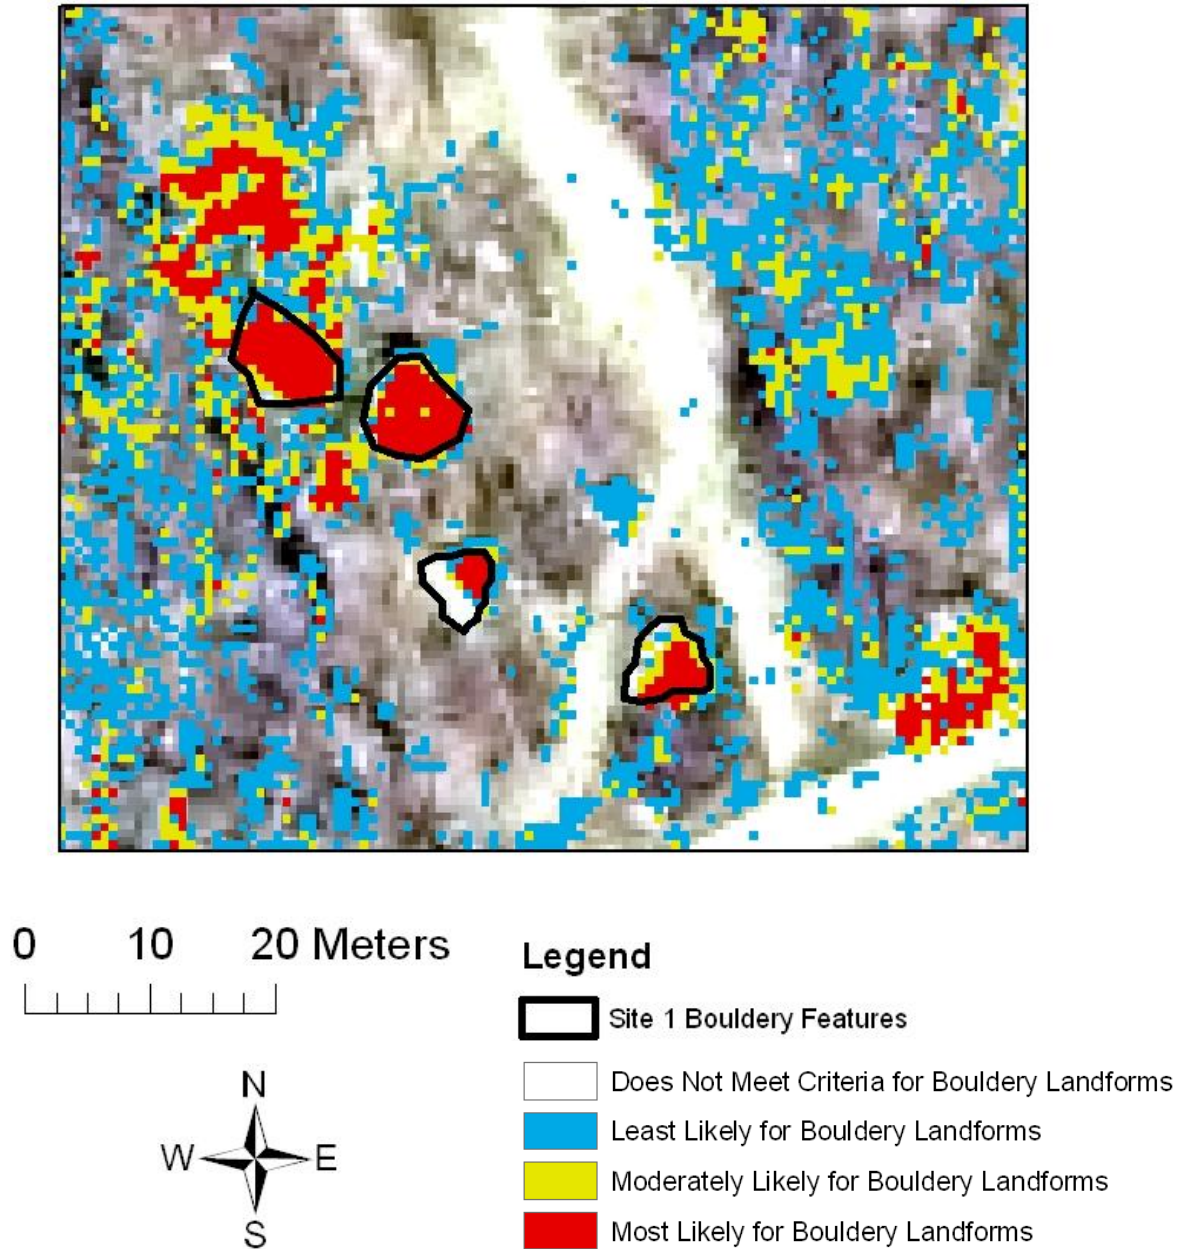 0 10 20 Meters
N
W E
S
Legend
Site 1 Bouldery Features
Does Not Meet Criteria for Bouldery Landforms
Least Likely for Bouldery Landforms
Moderately Likely for Bouldery Landforms
Most Likely for Bouldery Landforms